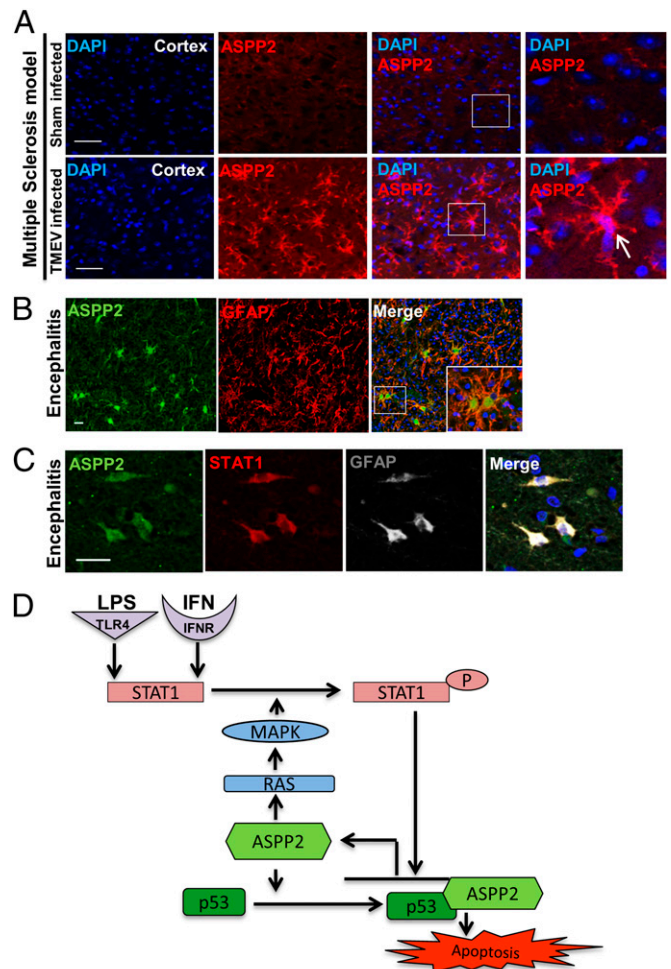 A
Multiple Sclerosis model
Sham infected
DAPI Cortex
ASPP2
DAPI
ASPP2
DAPI
ASPP2
TMEV infected
DAPI Cortex
ASPP2
DAPI
ASPP2
DAPI
ASPP2
B
Encephalitis
ASPP2
GFAP
Merge
C
Encephalitis
ASPP2
STAT1
GFAP
Merge
D
LPS IFN
TLR4 IFNR
STAT1 STAT1 P
MAPK
RAS
ASPP2
p53 p53 ASPP2
Apoptosis